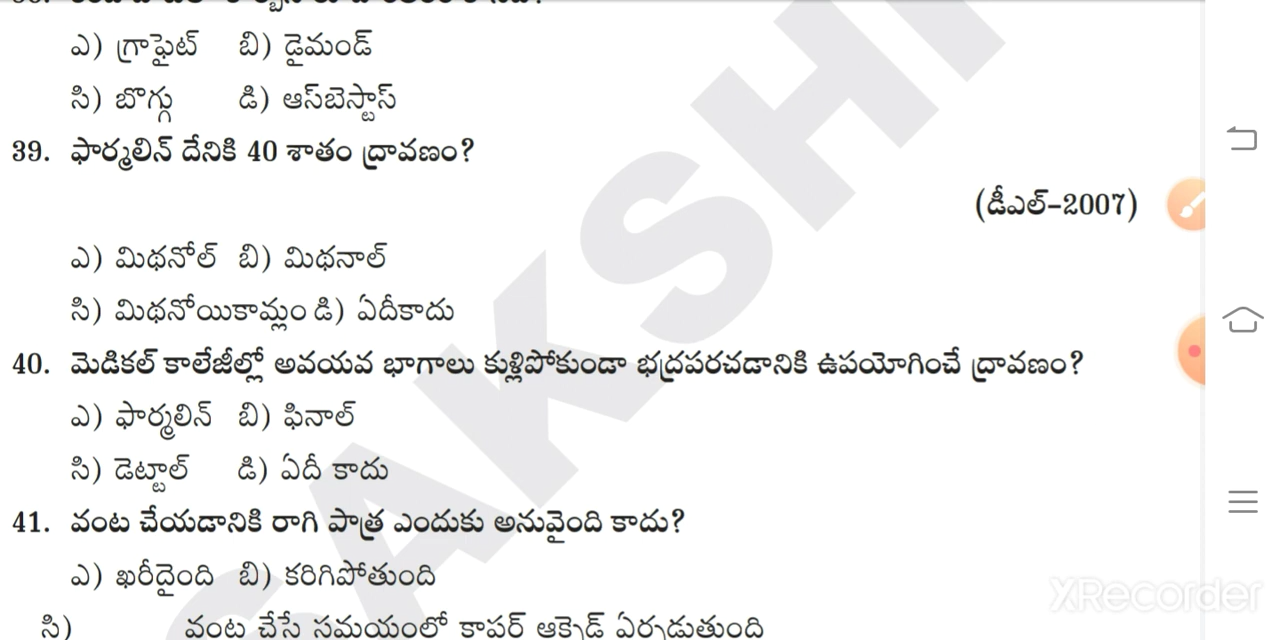 ఎ) గ్రాఫైట్ బి) డైమండ్
సి) బొగ్గు డి) ఆస్‌బెస్టాస్
39. ఫార్మలిన్ దేనికి 40 శాతం ద్రావణం?
(డీఎల్-2007)
ఎ) మిథనోల్ బి) మిథనాల్
సి) మిథనోయికామ్లం డి) ఏదీకాదు
40. మెడికల్ కాలేజీల్లో అవయవ భాగాలు కుళ్లిపోకుండా భద్రపరచడానికి ఉపయోగించే ద్రావణం?
ఎ) ఫార్మలిన్ బి) ఫినాల్
సి) డెట్టాల్ డి) ఏదీ కాదు
41. వంట చేయడానికి రాగి పాత్ర ఎందుకు అనువైంది కాదు?
ఎ) ఖరీదైంది బి) కరిగిపోతుంది
సి) వంట చేసే సమయంలో కాపర్ ఆక్సైడ్ ఏర్పడుతుంది
SAKSHI
XRecorder